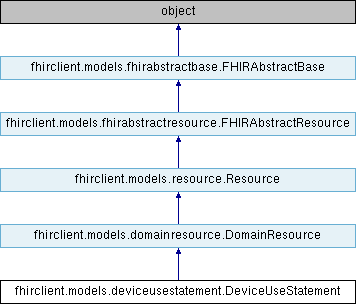 object
fhirclient.models.fhirabstractbase.FHIRAbstractBase
fhirclient.models.fhirabstractresource.FHIRAbstractResource
fhirclient.models.resource.Resource
fhirclient.models.domainresource.DomainResource
fhirclient.models.deviceusestatement.DeviceUseStatement